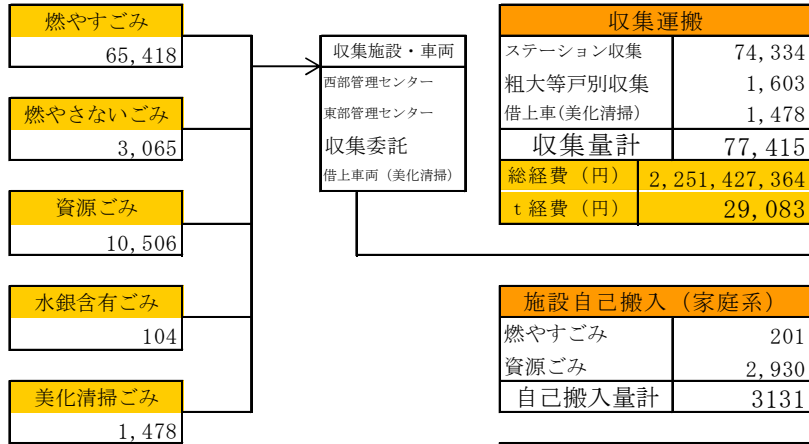 燃やすごみ
65,418
燃やさないごみ
3,065
資源ごみ
10,506
水銀含有ごみ
104
美化清掃ごみ
1,478
収集施設・車両
西部管理センター
東部管理センター
収集委託
借上車両（美化清掃）
収集運搬
ステーション収集 74,334
粗大等戸別収集 1,603
借上車(美化清掃) 1,478
収集量計 77,415
総経費（円） 2,251,427,364
t経費（円） 29,083
施設自己搬入（家庭系）
燃やすごみ 201
資源ごみ 2,930
自己搬入量計 3131